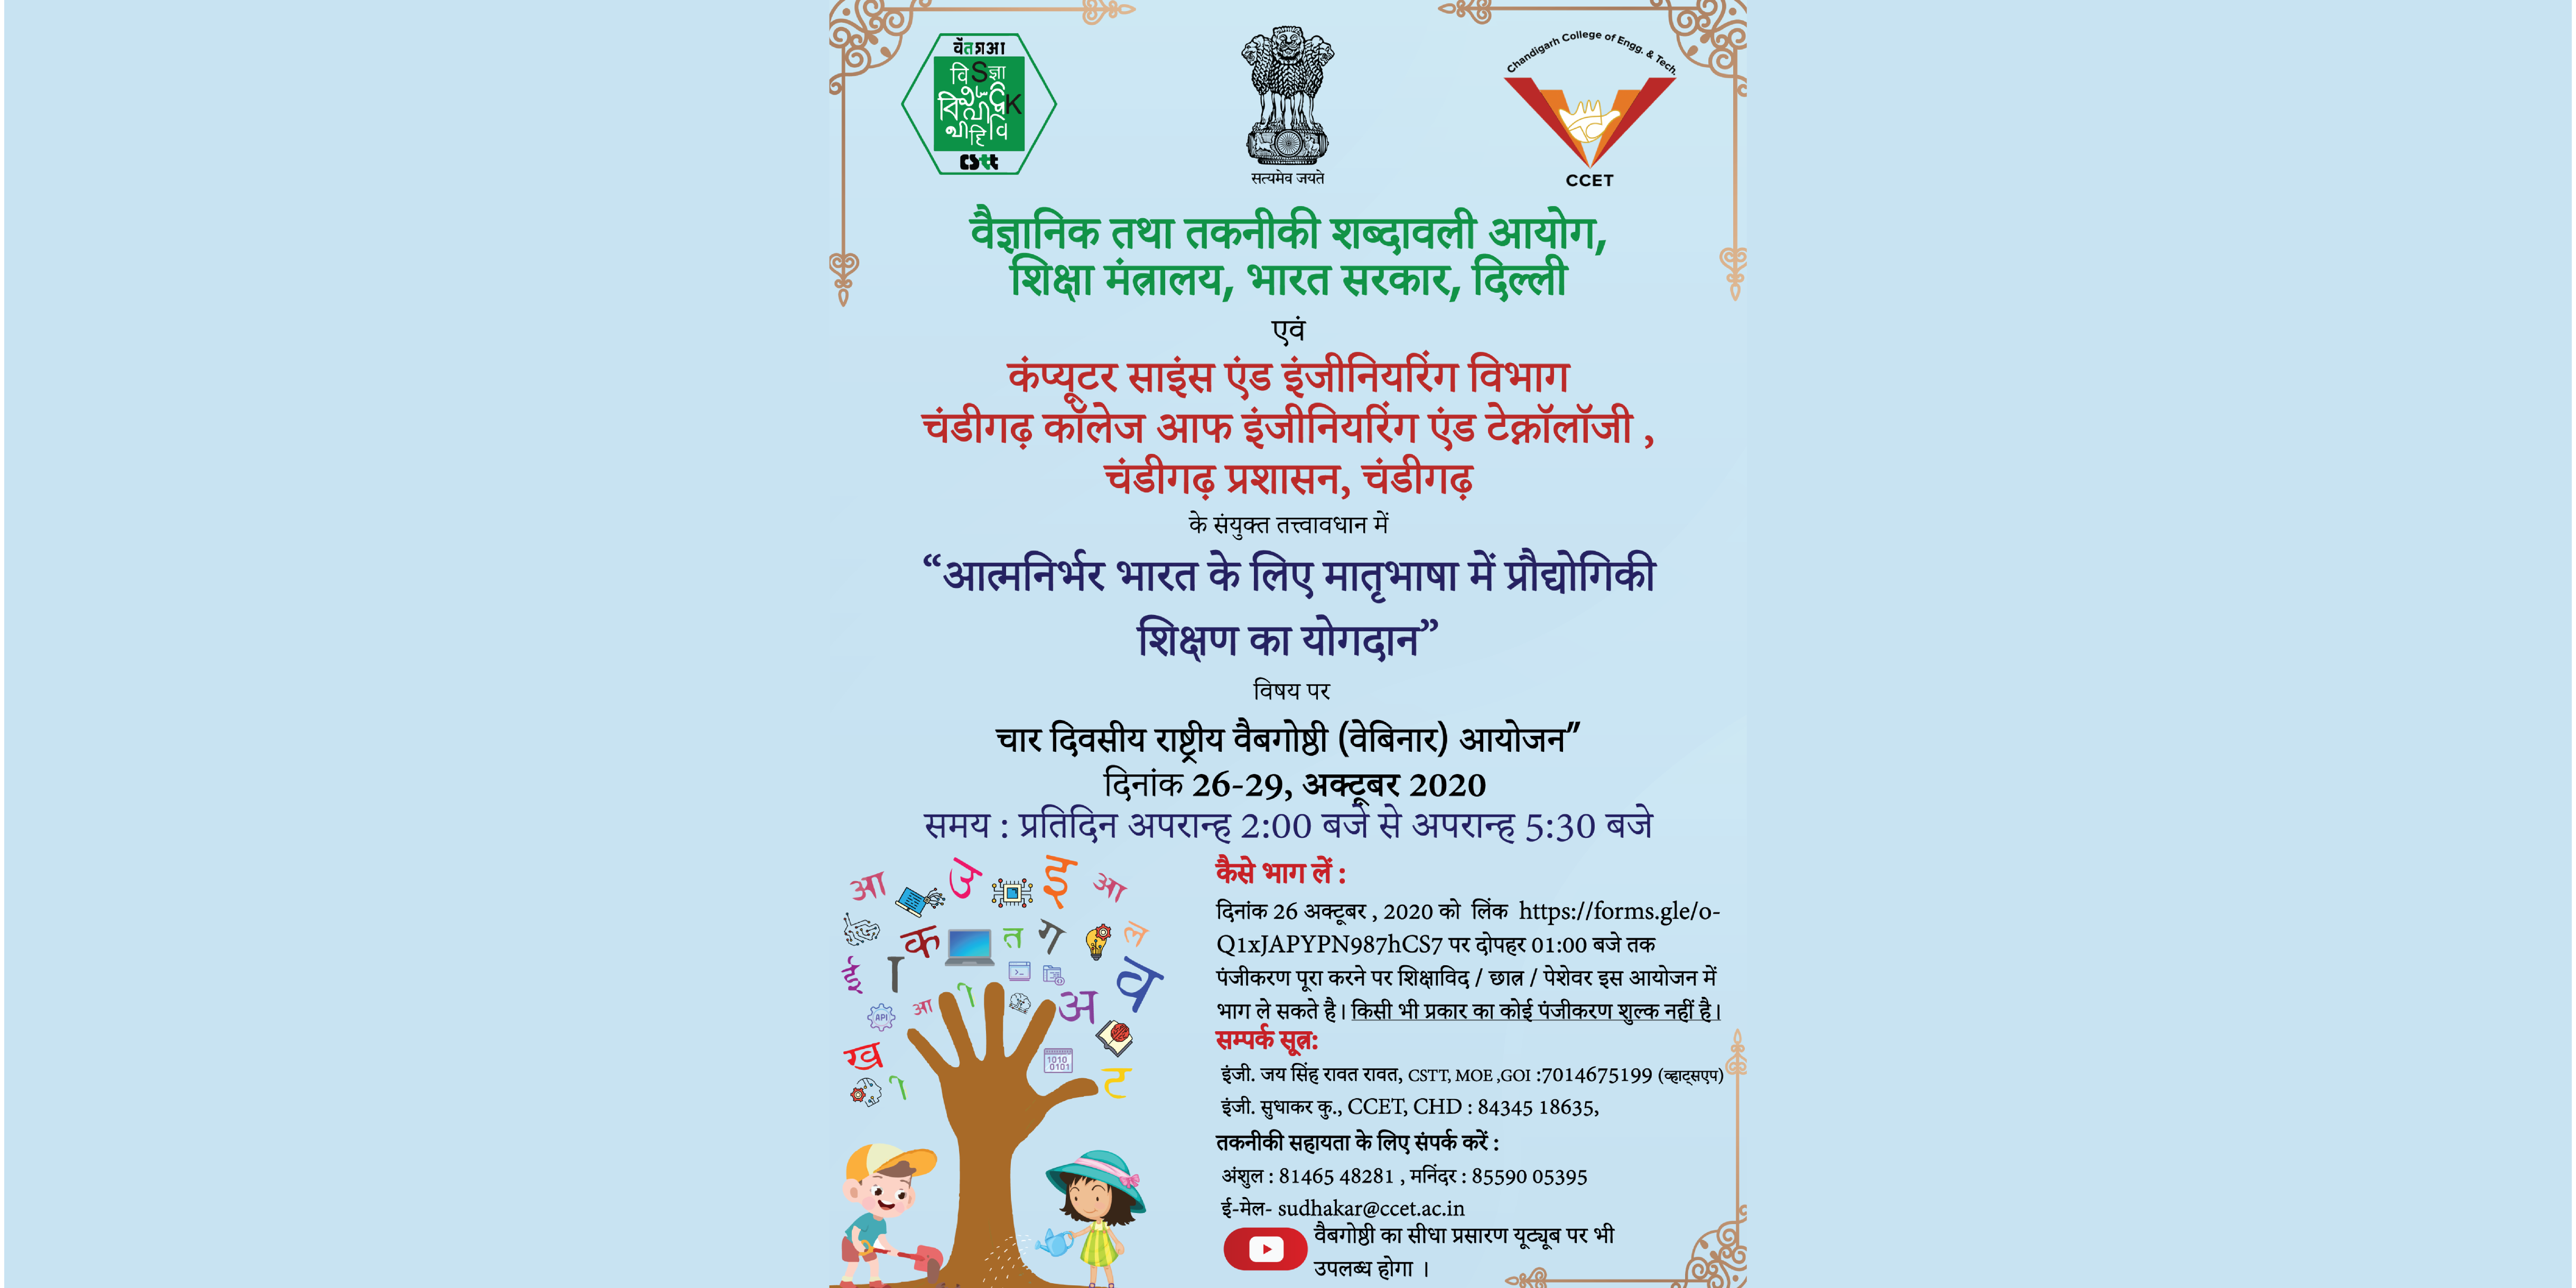 वैतशआ
वि S ज्ञा
K
cstt
सत्यमेव जयते
Chandigarh College of Engg. & Tech.
CCET
वैज्ञानिक तथा तकनीकी शब्दावली आयोग,
शिक्षा मंत्रालय, भारत सरकार, दिल्ली
एवं
कंप्यूटर साइंस एंड इंजीनियरिंग विभाग
चंडीगढ़ कॉलेज आफ इंजीनियरिंग एंड टेक्नॉलॉजी ,
चंडीगढ़ प्रशासन, चंडीगढ़
के संयुक्त तत्त्वावधान में
“आत्मनिर्भर भारत के लिए मातृभाषा में प्रौद्योगिकी
शिक्षण का योगदान”
विषय पर
चार दिवसीय राष्ट्रीय वैबगोष्ठी (वेबिनार) आयोजन”
दिनांक 26-29, अक्टूबर 2020
समय : प्रतिदिन अपरान्ह 2:00 बजे से अपरान्ह 5:30 बजे
आ उ इ आ
क त ग ल
ई ा व
आ ी अ
API
ख
1010
0101
ट
ी
कैसे भाग लें :
दिनांक 26 अक्टूबर , 2020 को लिंक https://forms.gle/o-
Q1xJAPYPN987hCS7 पर दोपहर 01:00 बजे तक
पंजीकरण पूरा करने पर शिक्षाविद / छात्र / पेशेवर इस आयोजन में
भाग ले सकते है। किसी भी प्रकार का कोई पंजीकरण शुल्क नहीं है।
सम्पर्क सूत्र:
इंजी. जय सिंह रावत रावत, CSTT, MOE ,GOI :7014675199 (व्हाट्सएप)
इंजी. सुधाकर कु., CCET, CHD : 84345 18635,
तकनीकी सहायता के लिए संपर्क करें :
अंशुल : 81465 48281 , मनिंदर : 85590 05395
ई-मेल- sudhakar@ccet.ac.in
वैबगोष्ठी का सीधा प्रसारण यूट्यूब पर भी
उपलब्ध होगा ।